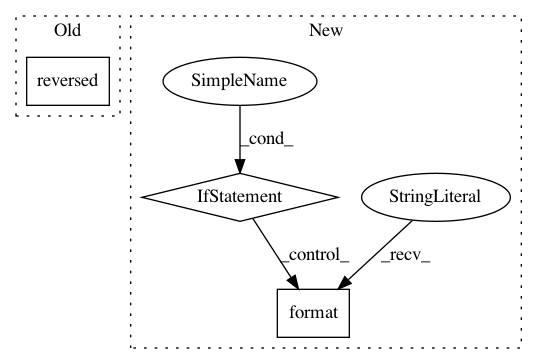 Old
New
reversed
SimpleName
_cond_
IfStatement
StringLiteral
_control_
_recv_
format